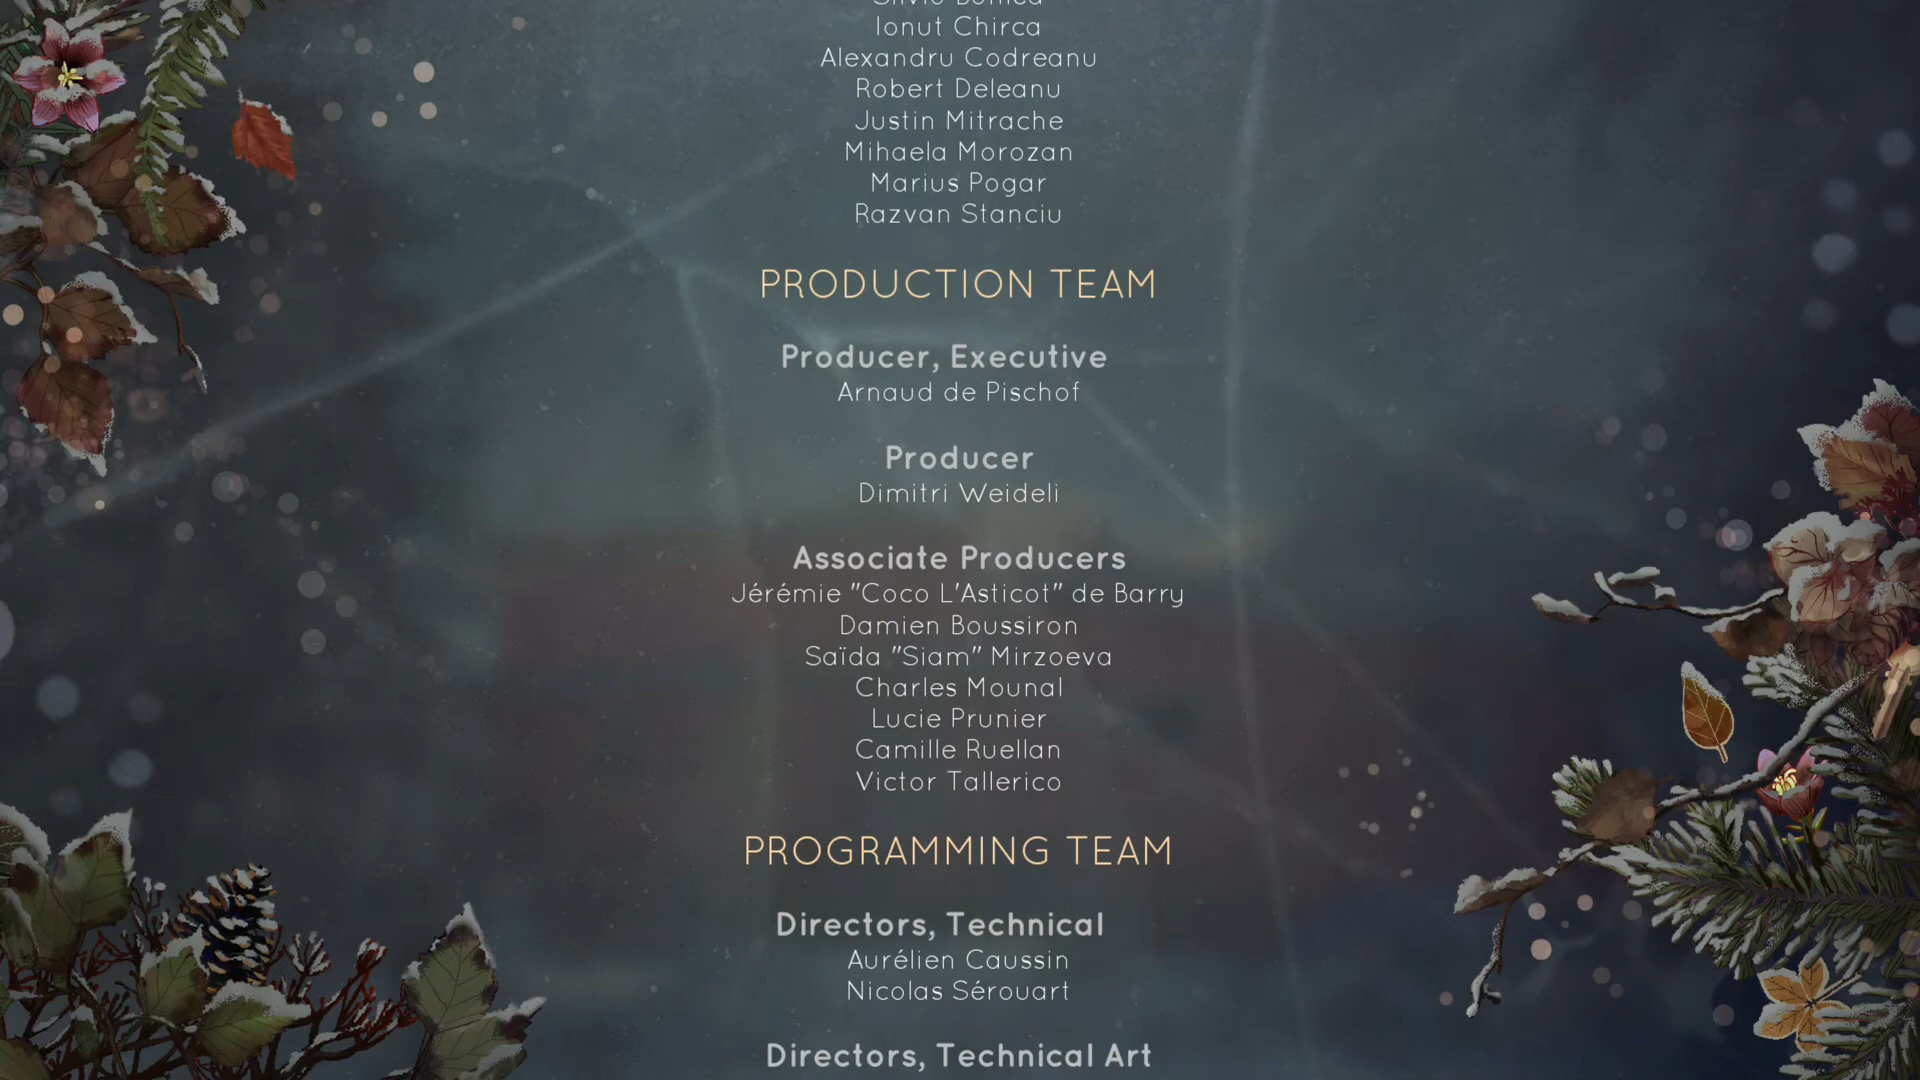 Ionut Chirca
Alexandru Codreanu
Robert Deleanu
Justin Mitrache
Mihaela Morozan
Marius Pogar
Razvan Stanciu
PRODUCTION TEAM
Producer, Executive
Arnaud de Pischof
Producer
Dimitri Weideli
Associate Producers
Jérémie "Coco L'Asticot" de Barry
Damien Boussiron
Saïda "Siam" Mirzoeva
Charles Mounal
Lucie Prunier
Camille Ruellan
Victor Tallerico
PROGRAMMING TEAM
Directors, Technical
Aurélien Caussin
Nicolas Sérouart
Directors, Technical Art